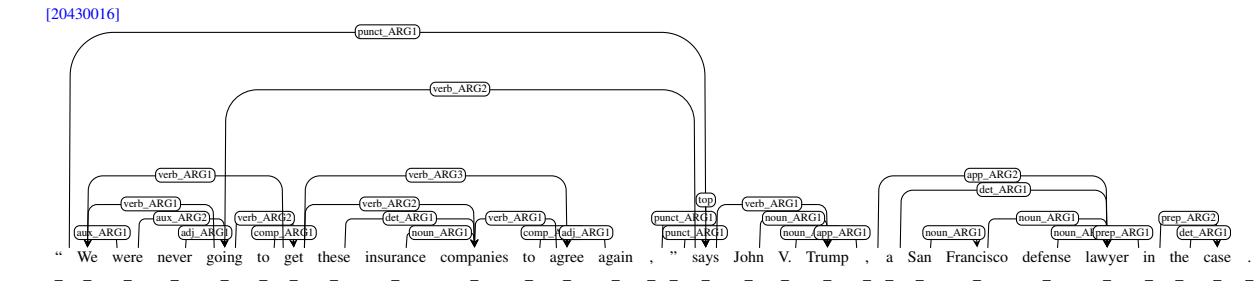 [20430016]
punct_ARG1
verb_ARG2
verb_ARG1 verb_ARG3 app_ARG2
det_ARG1
top
verb_ARG1 verb_ARG2 verb_ARG1
aux_ARG2 verb_ARG2 det_ARG1 verb_ARG1 punct_ARG1 noun_ARG1 noun_ARG1 prep_ARG2
aux_ARG1 adj_ARG1 comp_ARG1 noun_ARG1 adj_ARG1 punct_ARG1 app_ARG1 noun_ARG1 prep_ARG1 det_ARG1
“ We were never going to get these insurance companies to agree again , ” says John V. Trump , a San Francisco defense lawyer in the case .